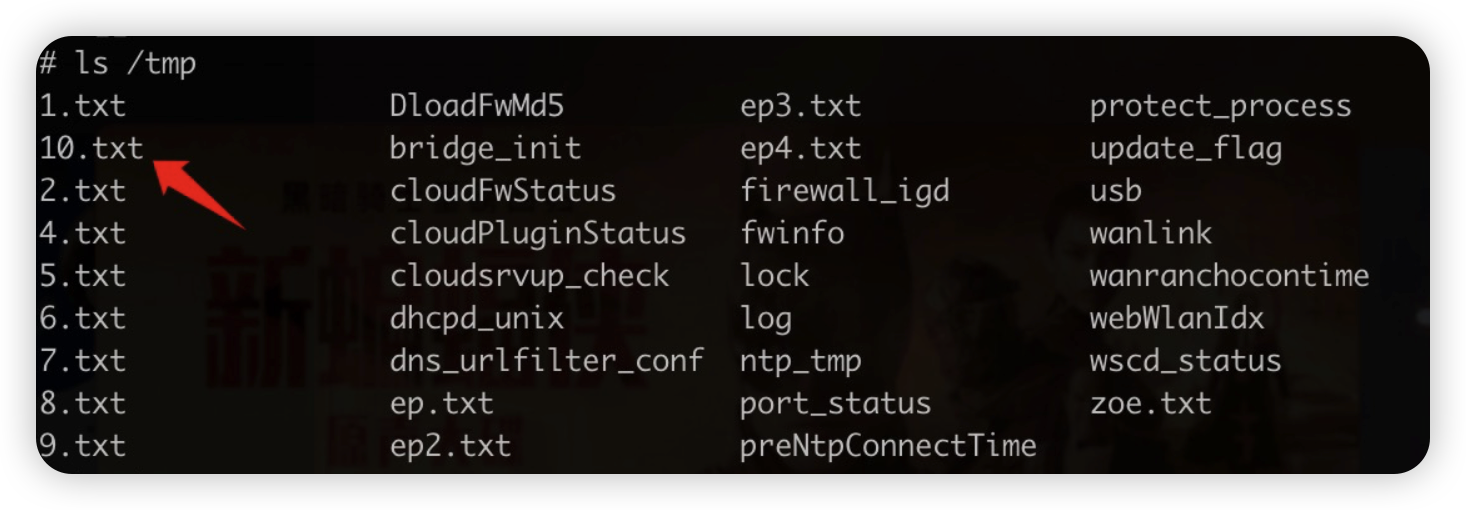 # ls /tmp
1.txt DloadFwMd5 ep3.txt protect_process
10.txt bridge_init ep4.txt update_flag
2.txt cloudFwStatus firewall_igd usb
4.txt cloudPluginStatus fwinfo wanlink
5.txt cloudsrvup_check lock wanranchocontime
6.txt dhcpd_unix log webWlanIdx
7.txt dns_urlfilter_conf ntp_tmp wscd_status
8.txt ep.txt port_status zoe.txt
9.txt ep2.txt preNtpConnectTime